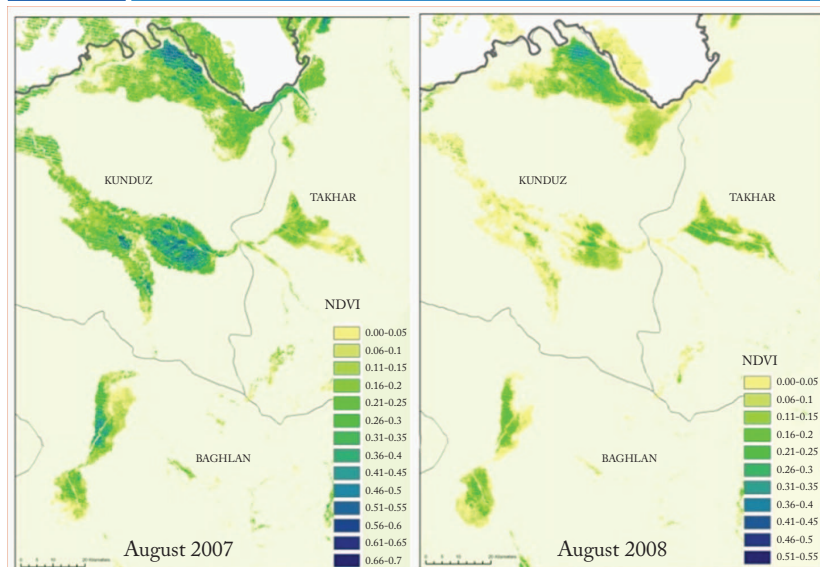 KUNDUZ
TAKHAR
NDVI
0.00-0.05
0.06-0.1
0.11-0.15
0.16-0.2
0.21-0.25
0.26-0.3
0.31-0.35
0.36-0.4
0.41-0.45
0.46-0.5
0.51-0.55
0.56-0.6
0.61-0.65
0.66-0.7
BAGHLAN
August 2007
KUNDUZ
TAKHAR
NDVI
0.00-0.05
0.06-0.1
0.11-0.15
0.16-0.2
0.21-0.25
0.26-0.3
0.31-0.35
0.36-0.4
0.41-0.45
0.46-0.5
0.51-0.55
BAGHLAN
August 2008